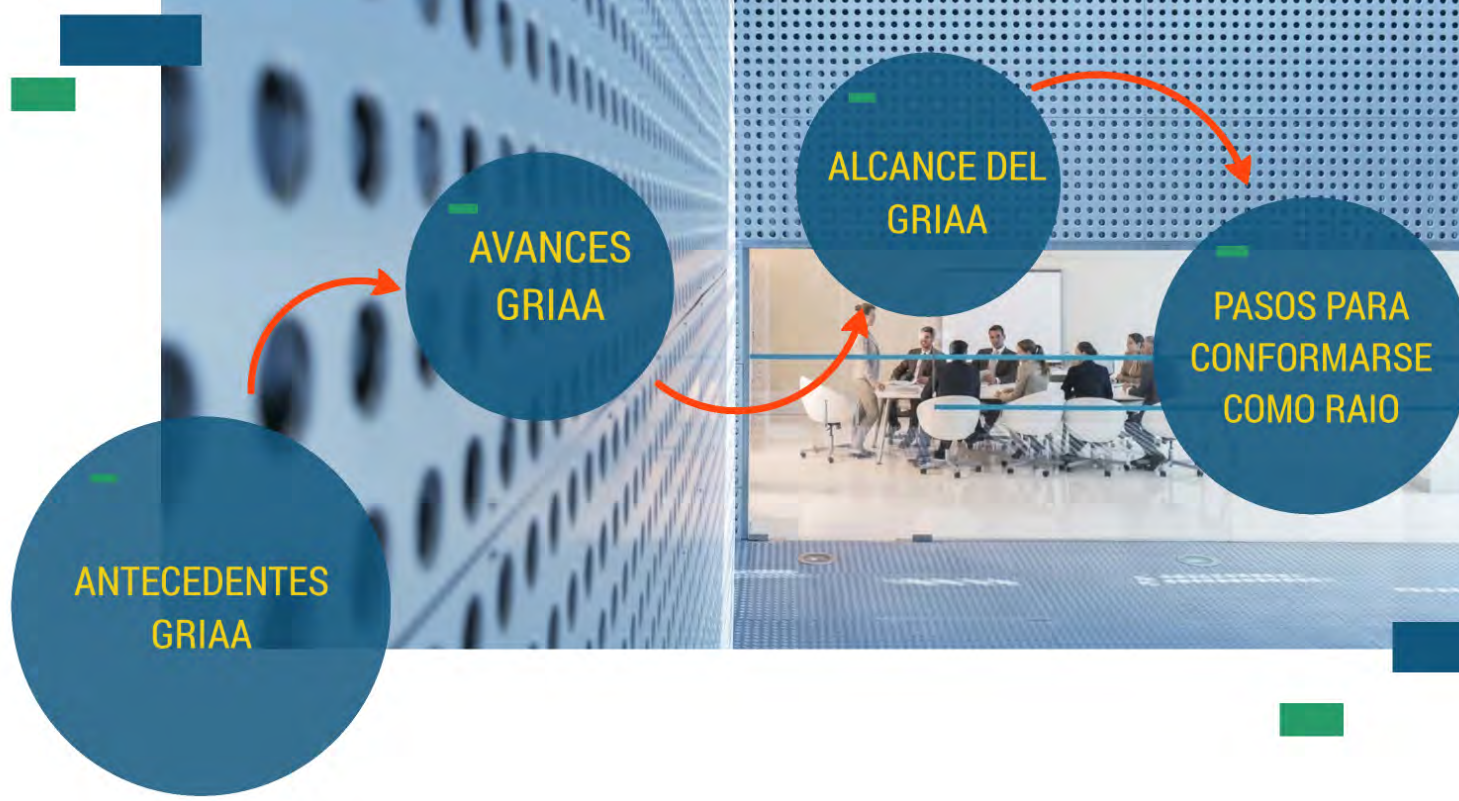 ANTECEDENTES
GRIAA
AVANCES
GRIAA
ALCANCE DEL
GRIAA
PASOS PARA
CONFORMARSE
COMO RAIO